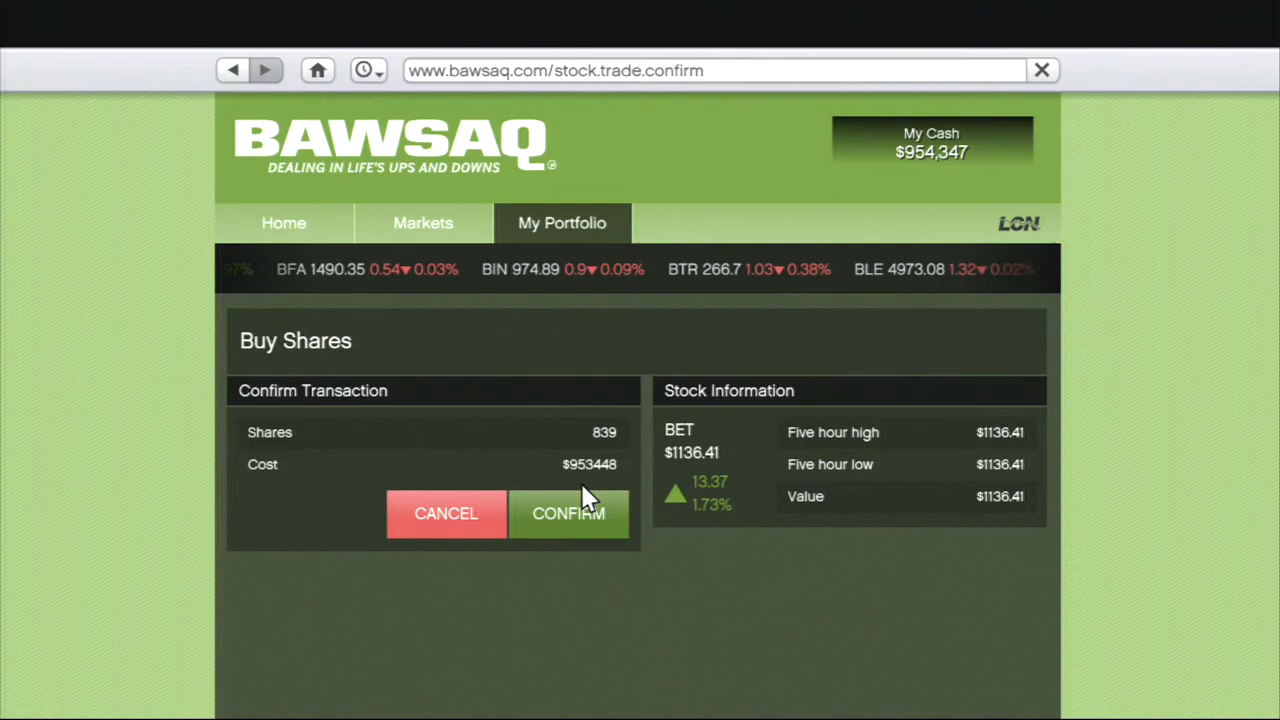 www.bawsaq.com/stock.trade.confirm
BAWSAQ
DEALING IN LIFE'S UPS AND DOWNS
My Cash
$954,347
Home Markets My Portfolio LCN
97% BFA 1490.35 0.54▼0.03% BIN 974.89 0.9▼0.09% BTR 266.7 1.03▼0.38% BLE 4973.08 1.32▼0.02%
Buy Shares
Confirm Transaction
Shares 839
Cost $953448
CANCEL CONFIRM
Stock Information
BET
$1136.41
13.37
1.73%
Five hour high $1136.41
Five hour low $1136.41
Value $1136.41